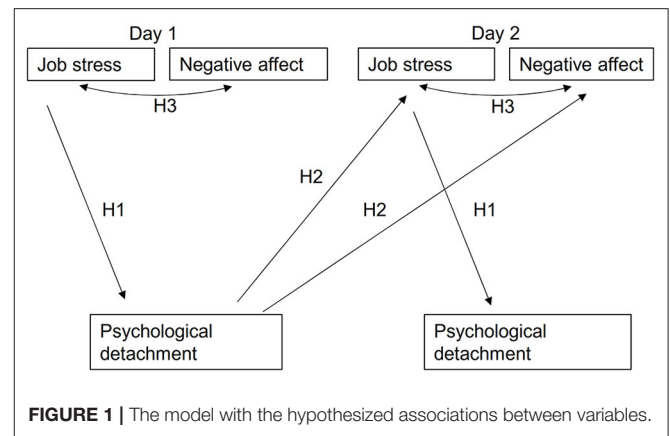 Day 1
Day 2
Job stress
Negative affect
Job stress
Negative affect
H3
H3
H1
H2
H2
H1
Psychological
detachment
Psychological
detachment
FIGURE 1 | The model with the hypothesized associations between variables.